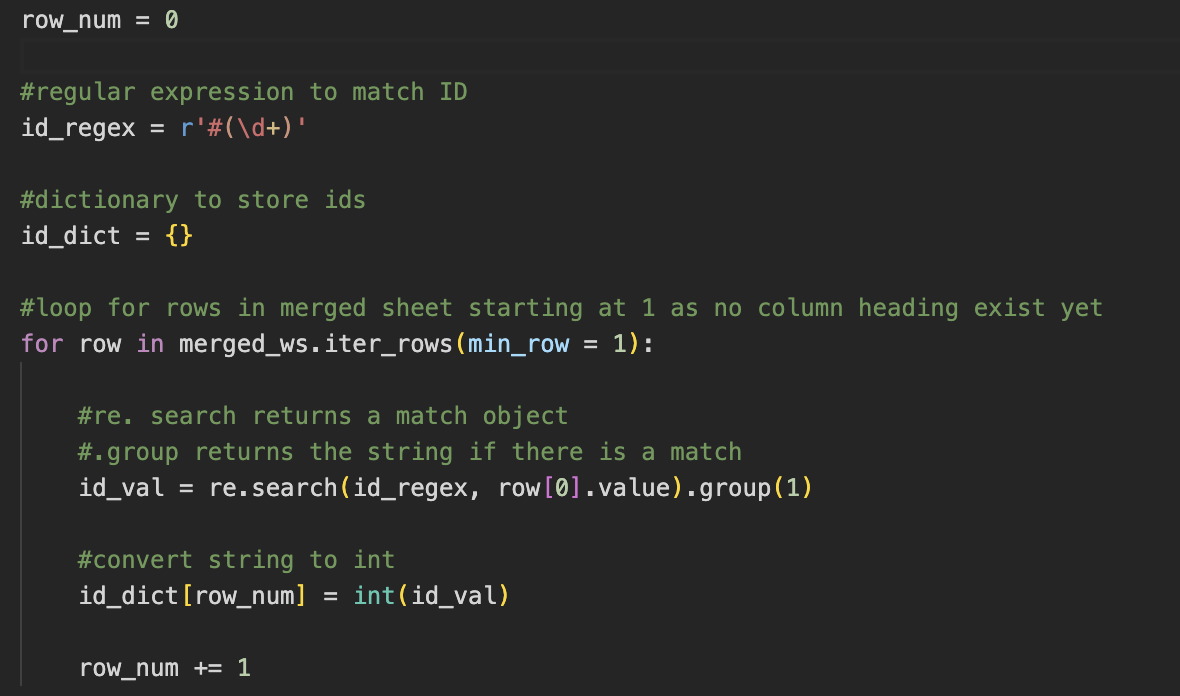 row_num = 0
#regular expression to match ID
id_regex = r'#(\d+)'
#dictionary to store ids
id_dict = {}
#loop for rows in merged sheet starting at 1 as no column heading exist yet
for row in merged_ws.iter_rows(min_row = 1):
#re. search returns a match object
#.group returns the string if there is a match
id_val = re.search(id_regex, row[0].value).group(1)
#convert string to int
id_dict[row_num] = int(id_val)
row_num += 1